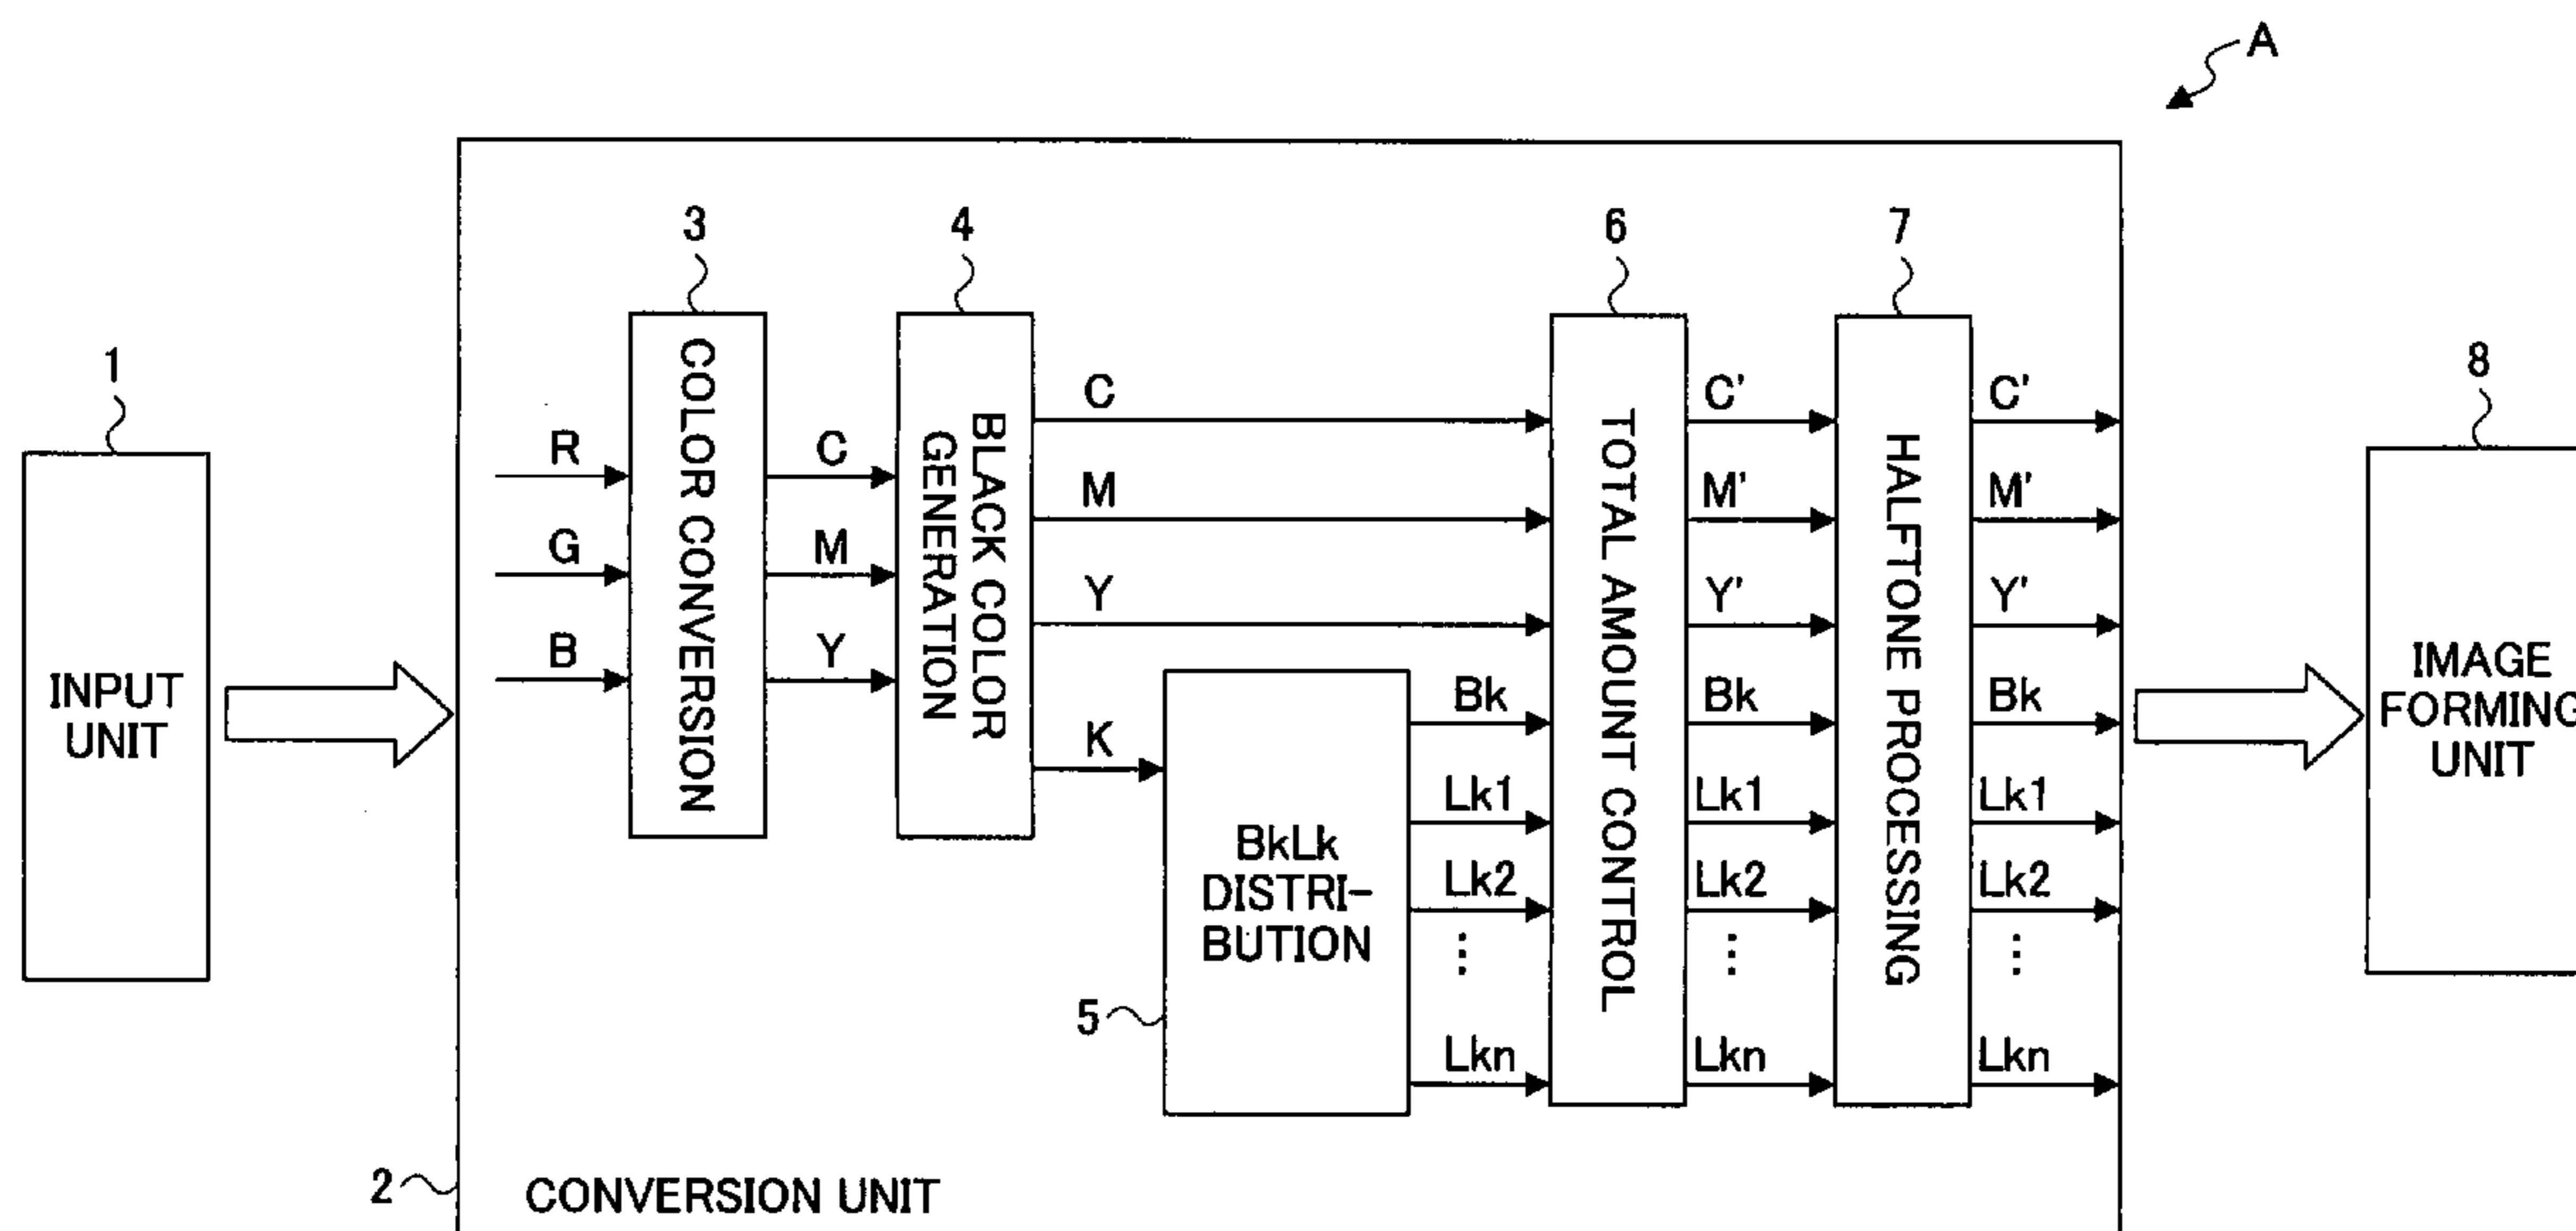 A
1
INPUT
UNIT
2
CONVERSION UNIT
R
G
B
3
COLOR CONVERSION
C
M
Y
4
BLACK COLOR
GENERATION
C
M
Y
K
5
BkLk
DISTRI-
BUTION
Bk
Lk1
Lk2
...
Lkn
6
TOTAL AMOUNT CONTROL
C'
M'
Y'
Bk
Lk1
Lk2
...
Lkn
7
HALFTONE PROCESSING
C'
M'
Y'
Bk
Lk1
Lk2
...
Lkn
8
IMAGE
FORMING
UNIT